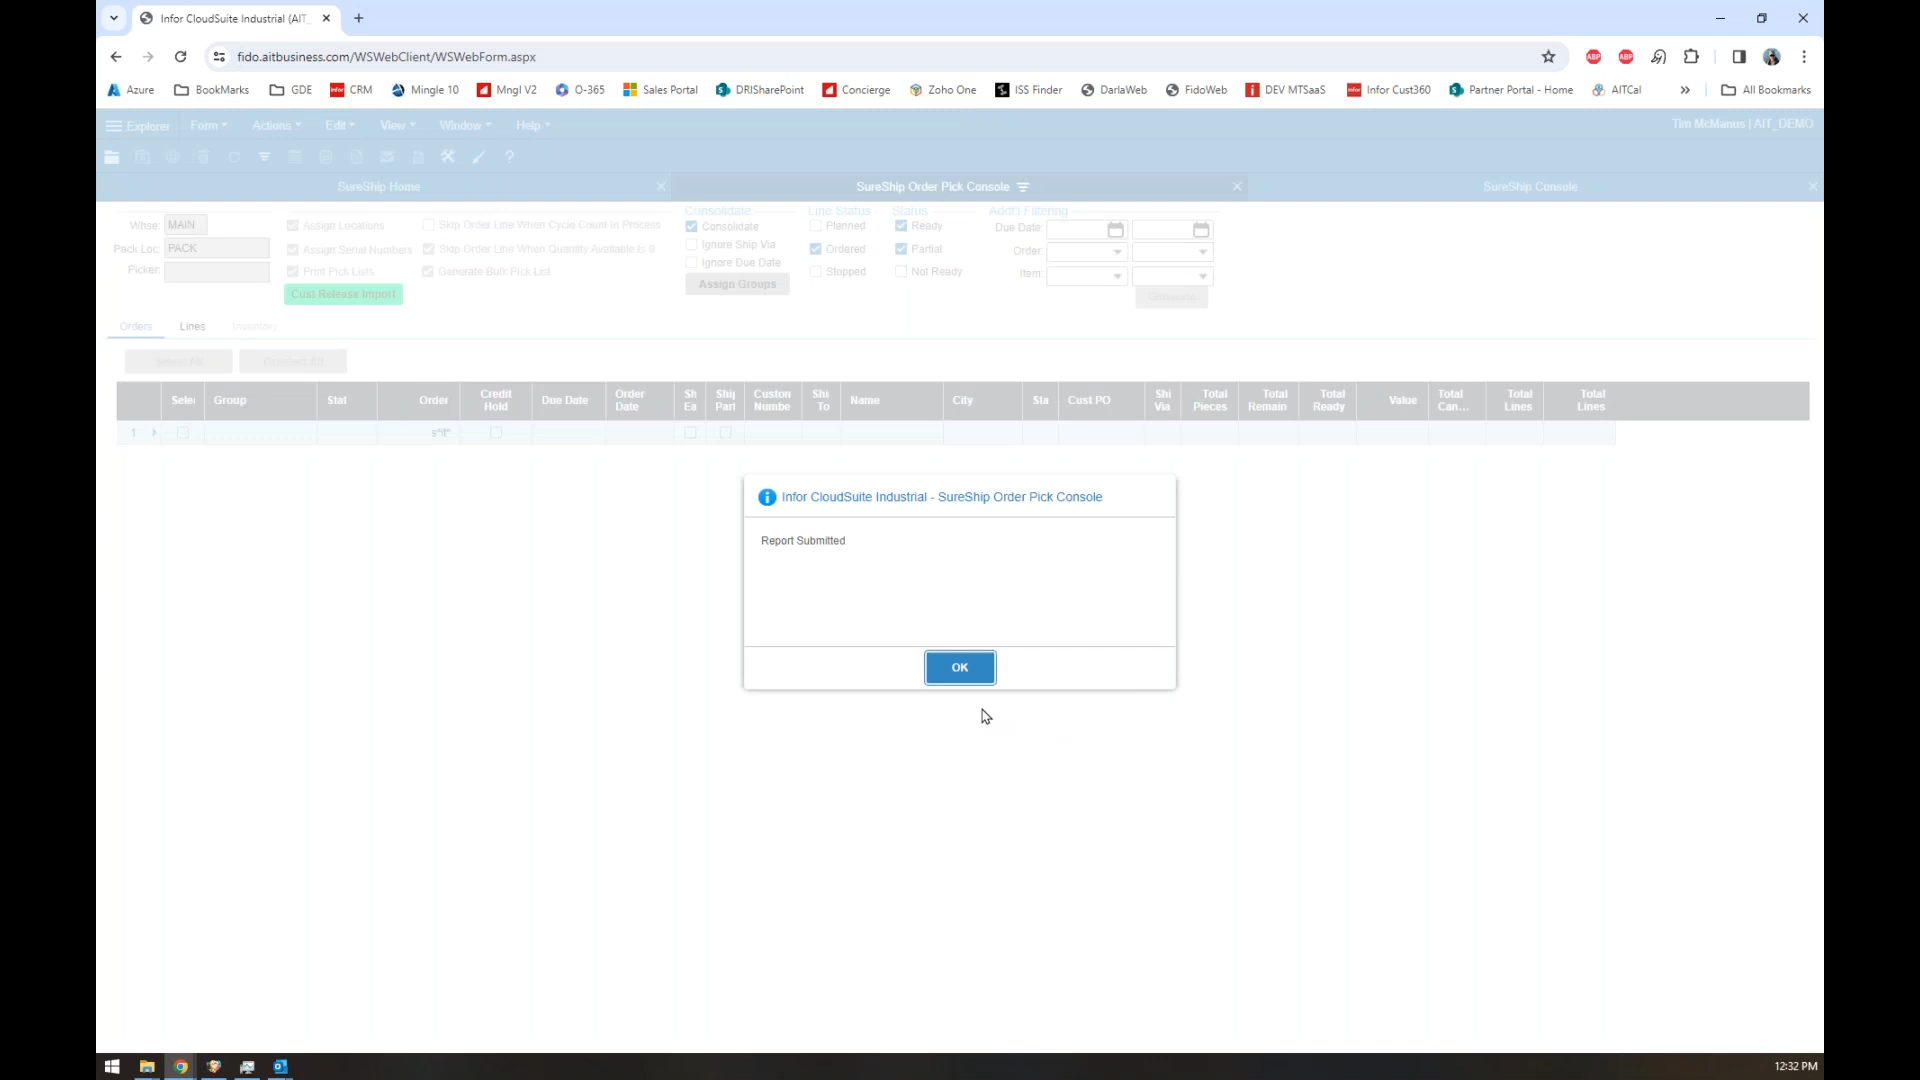 Infor CloudSuite Industrial (AIT_
fido.aitbusiness.com/WSWebClient/WSWebForm.aspx
Azure BookMarks GDE CRM Mingle 10 Mngl V2 O-365 Sales Portal DRISharePoint Concierge Zoho One ISS Finder DarlaWeb FidoWeb DEV MTSaaS Infor Cust360 Partner Portal - Home AITCal » All Bookmarks
Explorer Form Actions Edit View Window Help Tim McManus | AIT_DEMO
SureShip Home SureShip Order Pick Console SureShip Console
Consolidate Line Status Status Addt'l Filtering
Whse: MAIN Assign Locations Skip Order Line When Cycle Count In Process Consolidate Planned Ready Due Date:
Pack Loc: PACK Assign Serial Numbers Skip Order Line When Quantity Available Is 0 Ignore Ship Via Ordered Partial Order:
Picker: Print Pick Lists Generate Bulk Pick List Ignore Due Date Stopped Not Ready Item:
Cust Release Import Assign Groups
Orders Lines Inventory
Select All Deselect All
Selec Group Stat Order Credit Hold Due Date Order Date Sh Ea Ship Parti Custom Numbe Shi To Name City Sta Cust PO Shi Via Total Pieces Total Remain Total Ready Value Total Can... Total Lines Total Lines
1 s*it*
Infor CloudSuite Industrial - SureShip Order Pick Console
Report Submitted
OK
12:32 PM